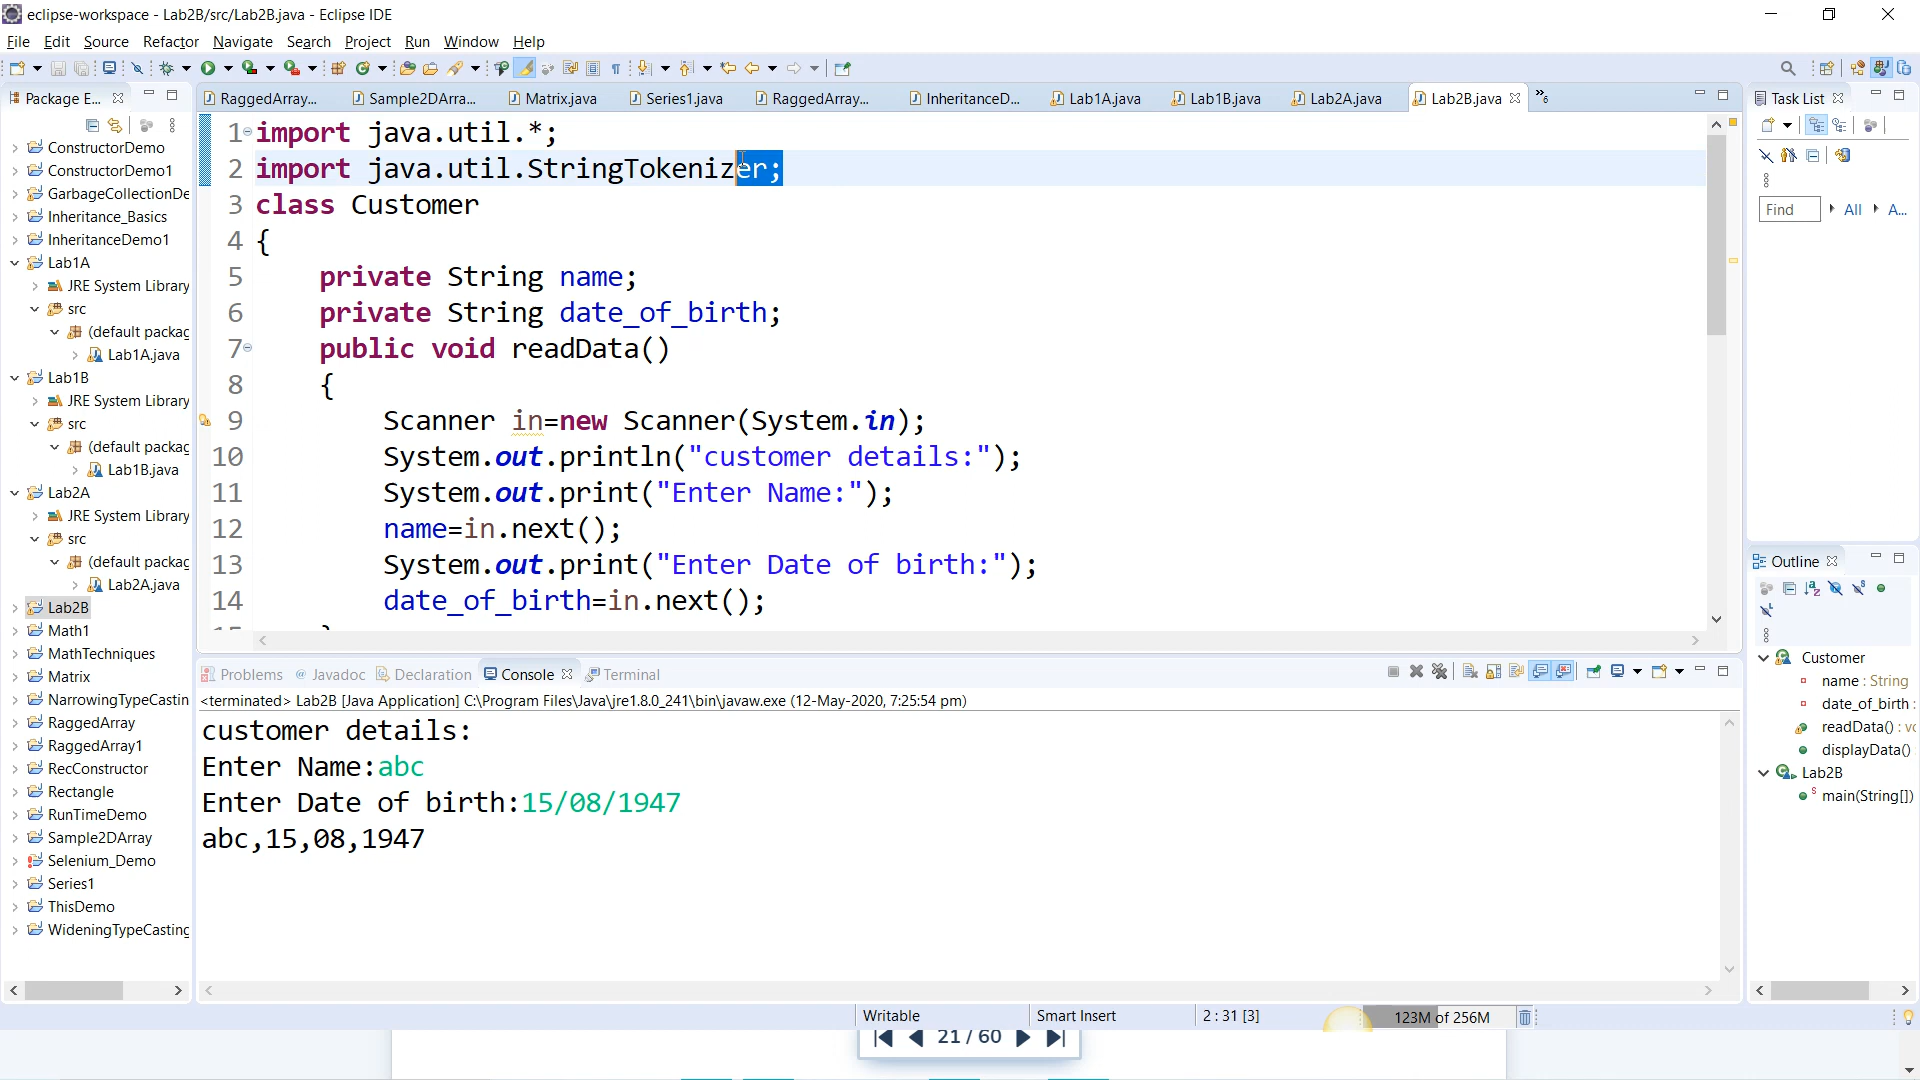 eclipse-workspace - Lab2B/src/Lab2B.java - Eclipse IDE
File Edit Source Refactor Navigate Search Project Run Window Help
Package E...
RaggedArray... Sample2DArra... Matrix.java Series1.java RaggedArray... InheritanceD... Lab1A.java Lab1B.java Lab2A.java Lab2B.java »6
Task List
ConstructorDemo
ConstructorDemo1
GarbageCollectionDe
Inheritance_Basics
InheritanceDemo1
Lab1A
JRE System Library
src
(default packag
Lab1A.java
Lab1B
JRE System Library
src
(default packag
Lab1B.java
Lab2A
JRE System Library
src
(default packag
Lab2A.java
Lab2B
Math1
MathTechniques
Matrix
NarrowingTypeCastin
RaggedArray
RaggedArray1
RecConstructor
Rectangle
RunTimeDemo
Sample2DArray
Selenium_Demo
Series1
ThisDemo
WideningTypeCasting
1 import java.util.*;
2 import java.util.StringTokenizer;
3 class Customer
4 {
5 private String name;
6 private String date_of_birth;
7 public void readData()
8 {
9 Scanner in=new Scanner(System.in);
10 System.out.println("customer details:");
11 System.out.print("Enter Name:");
12 name=in.next();
13 System.out.print("Enter Date of birth:");
14 date_of_birth=in.next();
Find All A...
Outline
Customer
name : String
date_of_birth :
readData() : vo
displayData()
Lab2B
main(String[])
Problems @ Javadoc Declaration Console Terminal
<terminated> Lab2B [Java Application] C:\Program Files\Java\jre1.8.0_241\bin\javaw.exe (12-May-2020, 7:25:54 pm)
customer details:
Enter Name:abc
Enter Date of birth:15/08/1947
abc,15,08,1947
Writable Smart Insert 2 : 31 [3] 123M of 256M
21 / 60